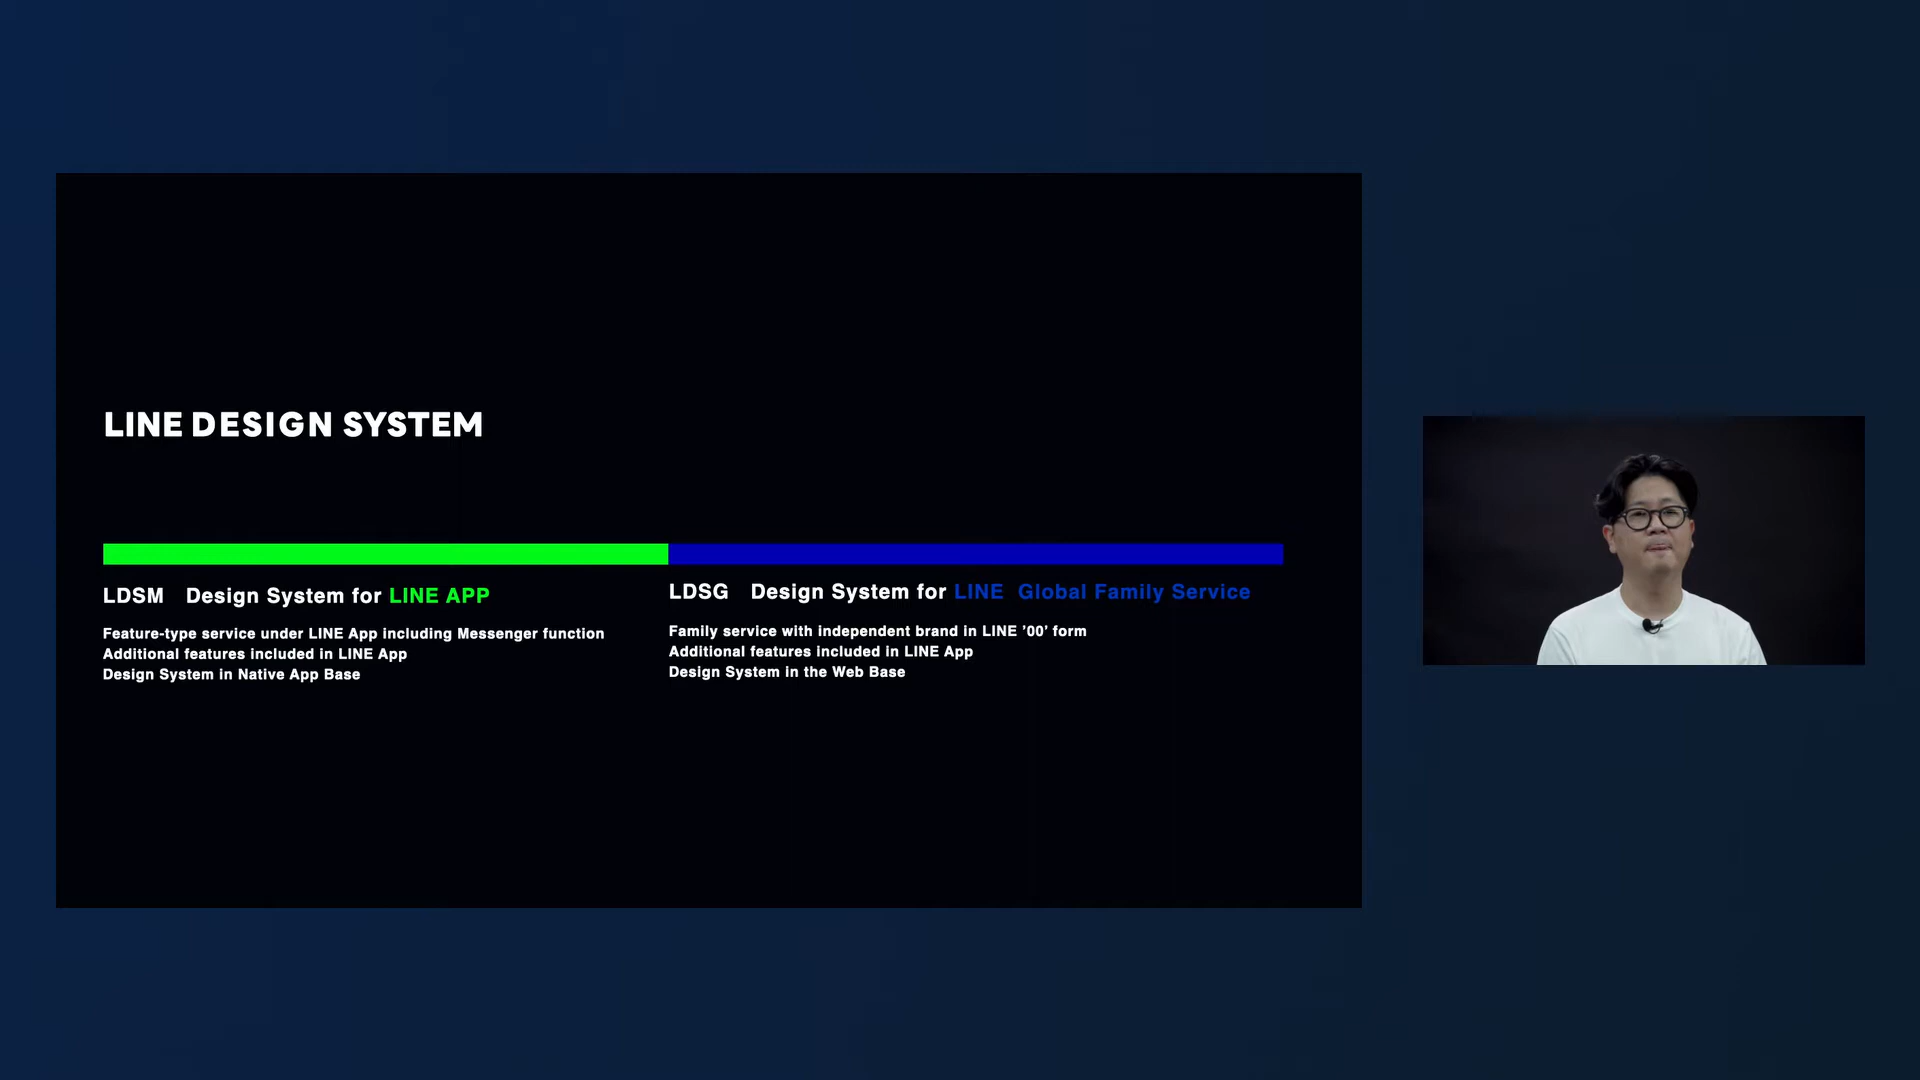 LINE DESIGN SYSTEM
LDSM Design System for LINE APP
Feature-type service under LINE App including Messenger function
Additional features included in LINE App
Design System in Native App Base
LDSG Design System for LINE Global Family Service
Family service with independent brand in LINE ’00’ form
Additional features included in LINE App
Design System in the Web Base